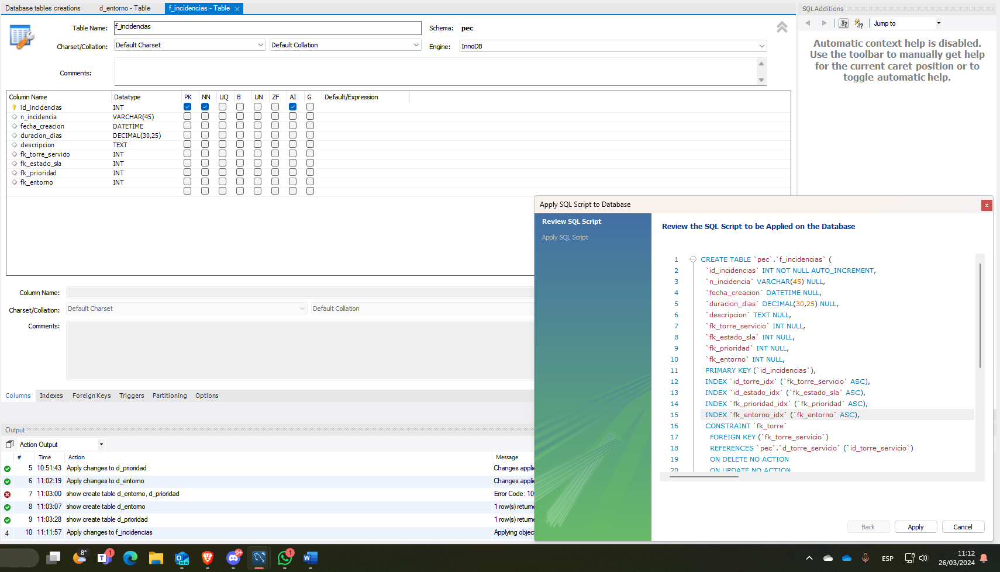 Database tables creations
d_entorno - Table
f_incidencias - Table
SQLAdditions
Table Name:
f_incidencias
Schema:
pec
Charset/Collation:
Default Charset
Default Collation
Engine:
InnoDB
Comments:
Jump to
Automatic context help is disabled.
Use the toolbar to manually get help
for the current caret position or to
toggle automatic help.
Column Name Datatype PK NN UQ B UN ZF AI G Default/Expression
id_incidencias INT
n_incidencia VARCHAR(45)
fecha_creacion DATETIME
duracion_dias DECIMAL(30,25)
descripcion TEXT
fk_torre_servicio INT
fk_estado_sla INT
fk_prioridad INT
fk_entorno INT
Column Name:
Charset/Collation:
Default Charset
Default Collation
Comments:
Columns Indexes Foreign Keys Triggers Partitioning Options
Apply SQL Script to Database
x
Review SQL Script
Apply SQL Script
Review the SQL Script to be Applied on the Database
1 CREATE TABLE `pec`.`f_incidencias` (
2 `id_incidencias` INT NOT NULL AUTO_INCREMENT,
3 `n_incidencia` VARCHAR(45) NULL,
4 `fecha_creacion` DATETIME NULL,
5 `duracion_dias` DECIMAL(30,25) NULL,
6 `descripcion` TEXT NULL,
7 `fk_torre_servicio` INT NULL,
8 `fk_estado_sla` INT NULL,
9 `fk_prioridad` INT NULL,
10 `fk_entorno` INT NULL,
11 PRIMARY KEY (`id_incidencias`),
12 INDEX `id_torre_idx` (`fk_torre_servicio` ASC),
13 INDEX `id_estado_idx` (`fk_estado_sla` ASC),
14 INDEX `fk_prioridad_idx` (`fk_prioridad` ASC),
15 INDEX `fk_entorno_idx` (`fk_entorno` ASC),
16 CONSTRAINT `fk_torre`
17 FOREIGN KEY (`fk_torre_servicio`)
18 REFERENCES `pec`.`d_torre_servicio` (`id_torre_servicio`)
19 ON DELETE NO ACTION
20 ON UPDATE NO ACTION
Back
Apply
Cancel
Output
Action Output
# Time Action Message
5 10:51:43 Apply changes to d_prioridad Changes applie
6 11:02:19 Apply changes to d_entorno Changes applie
7 11:03:00 show create table d_entorno, d_prioridad Error Code: 10
8 11:03:07 show create table d_entorno 1 row(s) returne
9 11:03:28 show create table d_prioridad 1 row(s) returne
4 10 11:11:57 Apply changes to f_incidencias Applying objec
8°
T
1
NEW
9+
1
W
ESP
11:12
26/03/2024